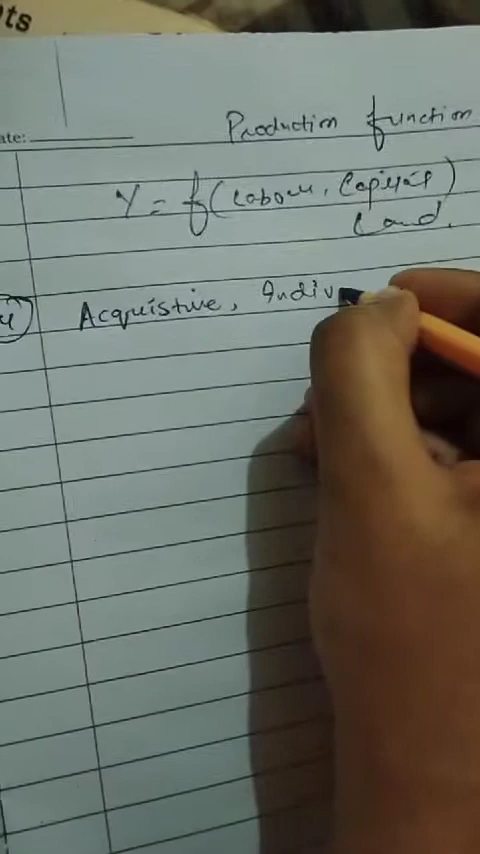 ts
ate:
Production function
Y = f(Labour, Capital
Land)
Acquistive, Indiv